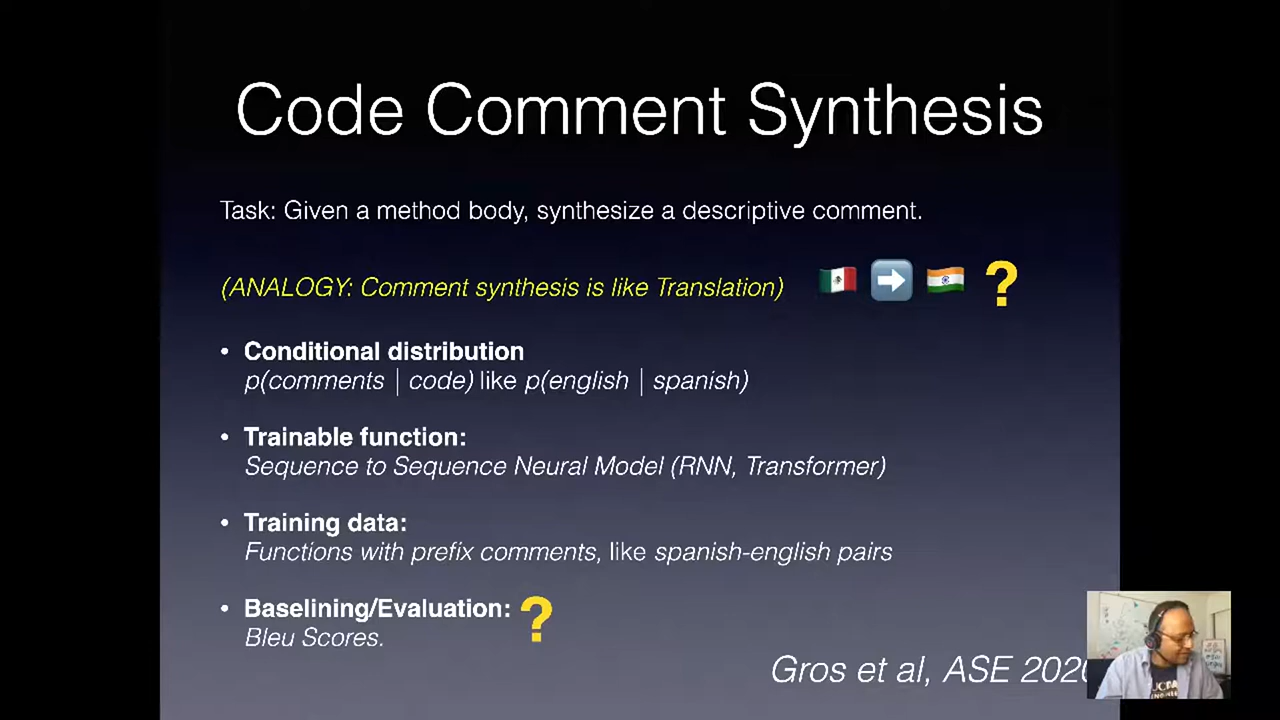 Code Comment Synthesis
Task: Given a method body, synthesize a descriptive comment.
(ANALOGY: Comment synthesis is like Translation) ?
• Conditional distribution
p(comments | code) like p(english | spanish)
• Trainable function:
Sequence to Sequence Neural Model (RNN, Transformer)
• Training data:
Functions with prefix comments, like spanish-english pairs
• Baselining/Evaluation: ?
Bleu Scores.
Gros et al, ASE 2020